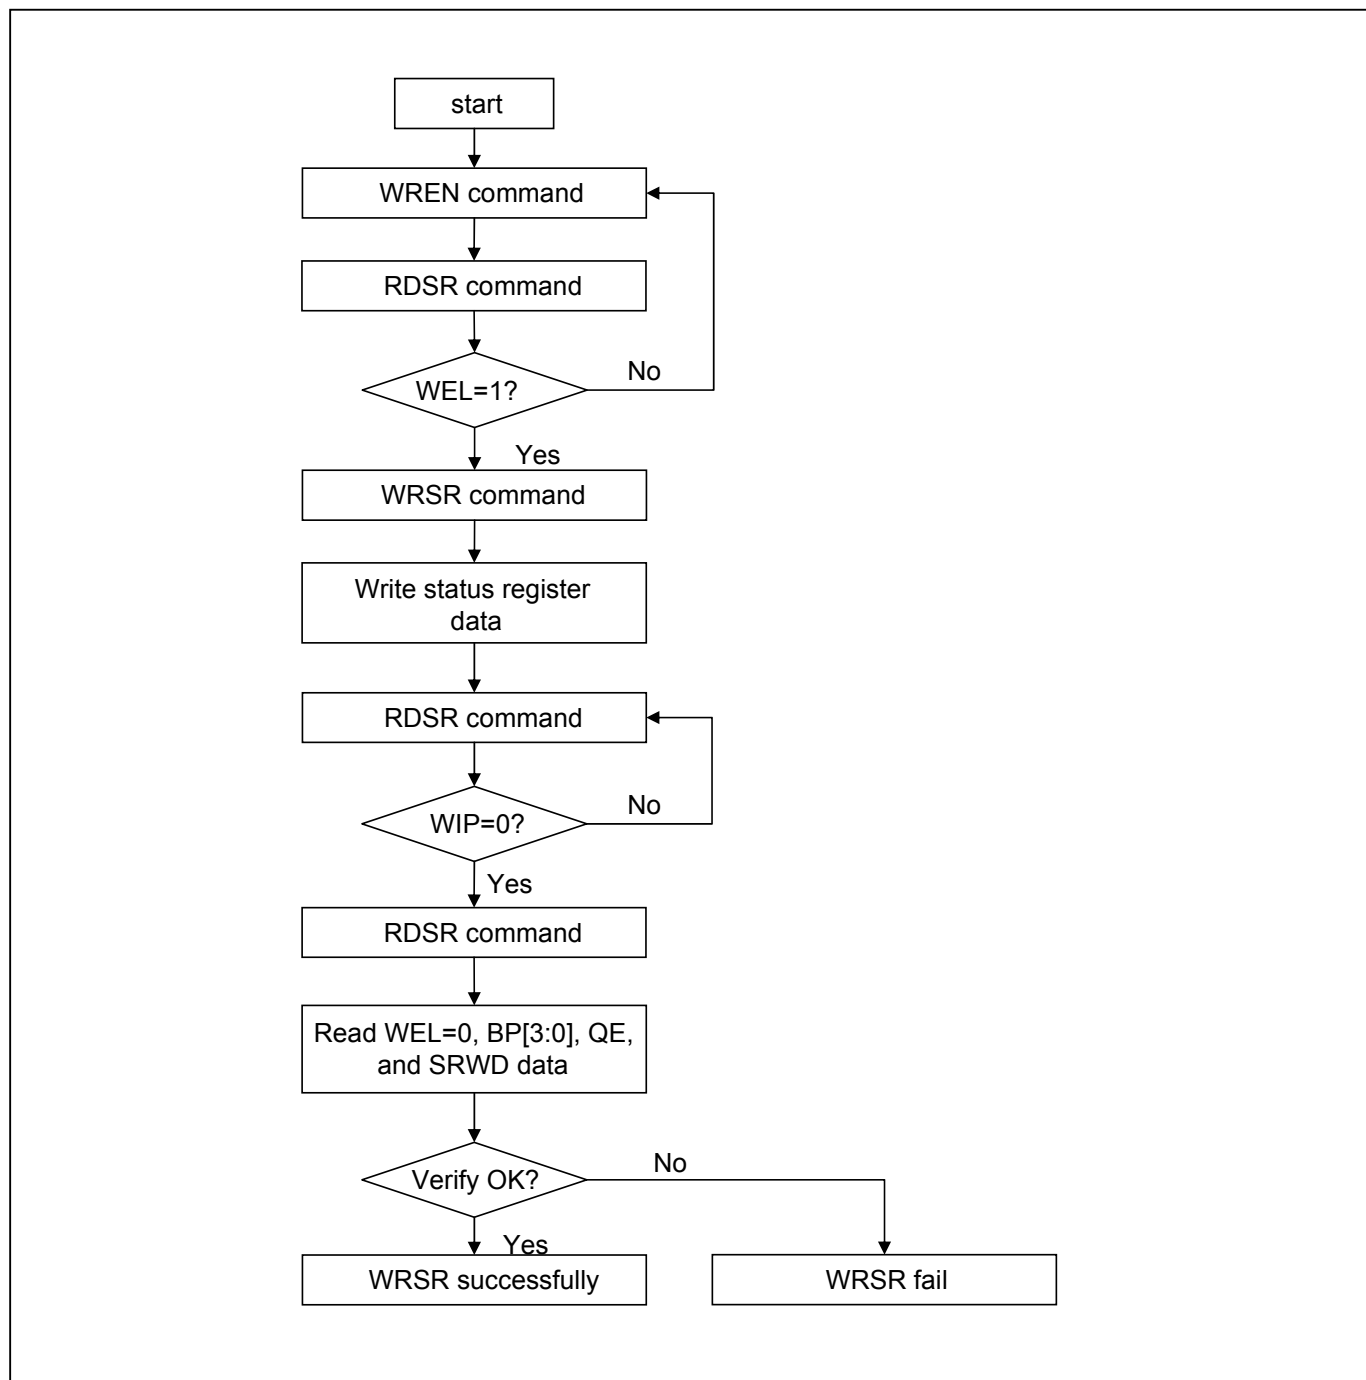 start
WREN command
RDSR command
WEL=1?
No
Yes
WRSR command
Write status register
data
RDSR command
WIP=0?
No
Yes
RDSR command
Read WEL=0, BP[3:0], QE,
and SRWD data
Verify OK?
No
Yes
WRSR successfully
WRSR fail